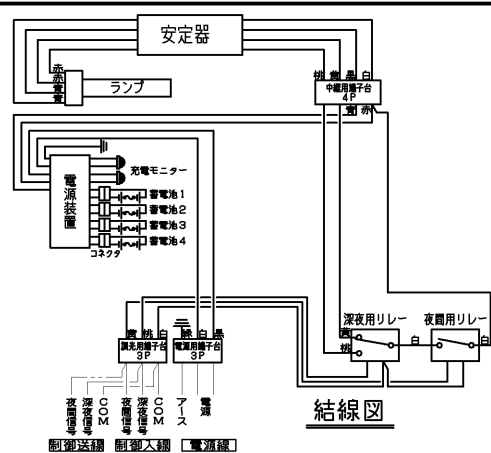 安定器
赤
赤
青
青
ランプ
桃 黄 黒 白
中継用端子台
4P
青 赤
電源装置
充電モニター
蓄電池1
蓄電池2
蓄電池3
蓄電池4
コネクタ
黄 桃 白
調光用端子台
3P
緑 白 黒
電源用端子台
3P
深夜用リレー
黄
桃
白
夜間用リレー
白
夜間信号
深夜信号
COM
夜間信号
深夜信号
COM
アース
電源
制御送線
制御入線
電源線
結線図